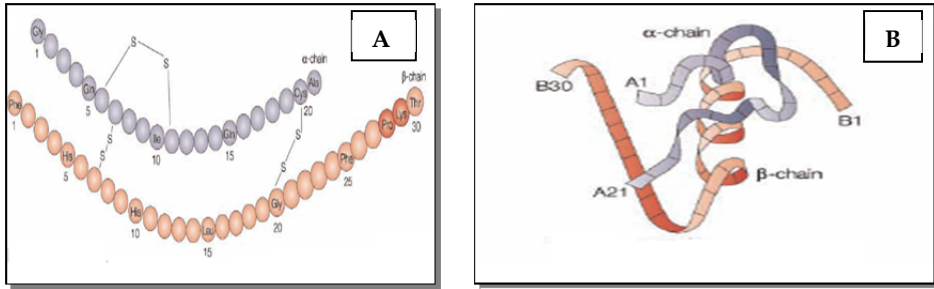 A
Gly
1
S
S
α-chain
Gln
5
Cys
Ala
20
β-chain
Phe
1
S
S
Ile
10
Gln
15
S
S
Pro
Lys
Thr
30
His
5
Phe
25
His
10
Gly
20
Leu
15
B
α-chain
B30
A1
B1
A21
β-chain